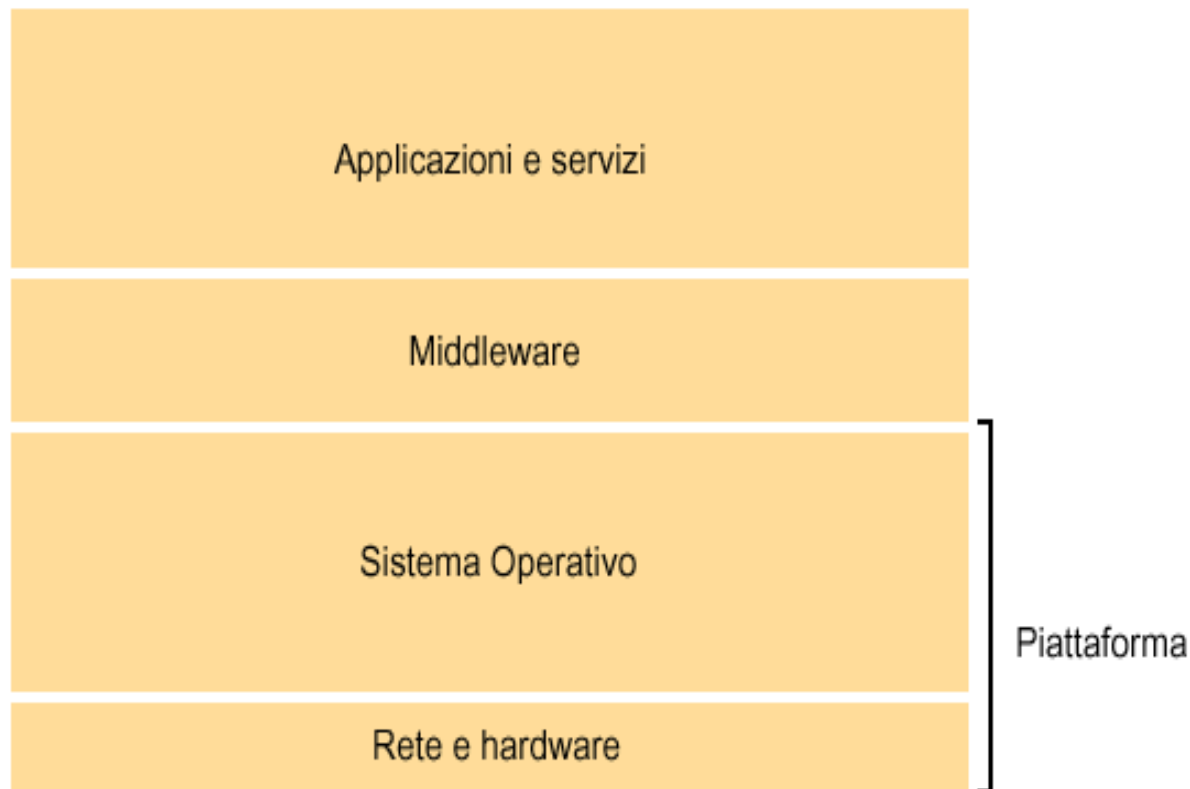 Applicazioni e servizi
Middleware
Sistema Operativo
Piattaforma
Rete e hardware